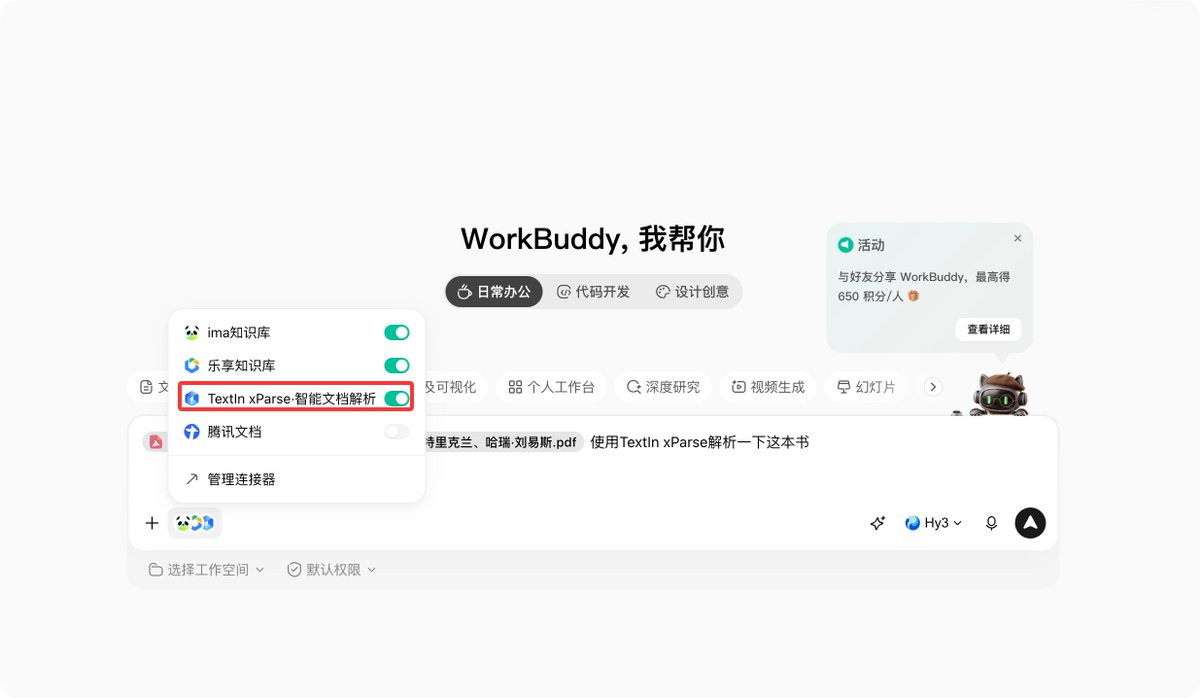 WorkBuddy, 我帮你
日常办公
代码开发
设计创意
活动
与好友分享 WorkBuddy，最高得
650 积分/人
查看详细
ima知识库
乐享知识库
TextIn xParse·智能文档解析
腾讯文档
管理连接器
文
及可视化
个人工作台
深度研究
视频生成
幻灯片
特里克兰、哈瑞·刘易斯.pdf 使用TextIn xParse解析一下这本书
Hy3
选择工作空间
默认权限